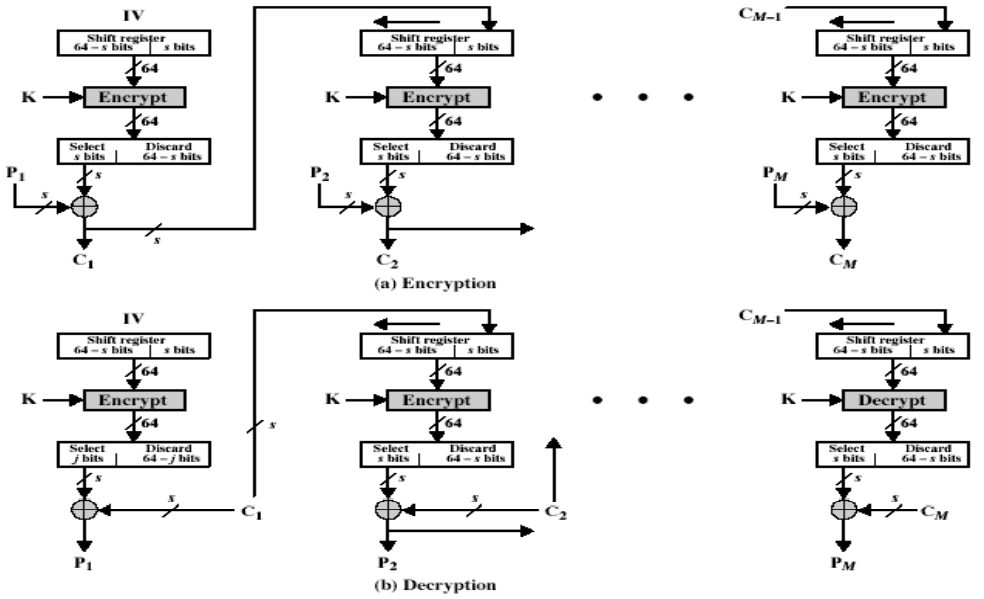 IV
C_{M-1}
Shift register
64 – s bits | s bits
Shift register
64 – s bits | s bits
Shift register
64 – s bits | s bits
64
64
64
K
Encrypt
K
Encrypt
K
Encrypt
64
64
64
Select
s bits
Discard
64 – s bits
Select
s bits
Discard
64 – s bits
Select
s bits
Discard
64 – s bits
P_1
s
s
P_2
s
s
P_M
s
s
s
C_1
C_2
C_M
(a) Encryption
IV
C_{M-1}
Shift register
64 – s bits | s bits
Shift register
64 – s bits | s bits
Shift register
64 – s bits | s bits
64
64
64
K
Encrypt
K
Encrypt
K
Decrypt
64
s
64
64
Select
j bits
Discard
64 – j bits
Select
s bits
Discard
64 – s bits
Select
s bits
Discard
64 – s bits
s
s
s
s
C_1
s
C_2
s
C_M
P_1
P_2
P_M
(b) Decryption